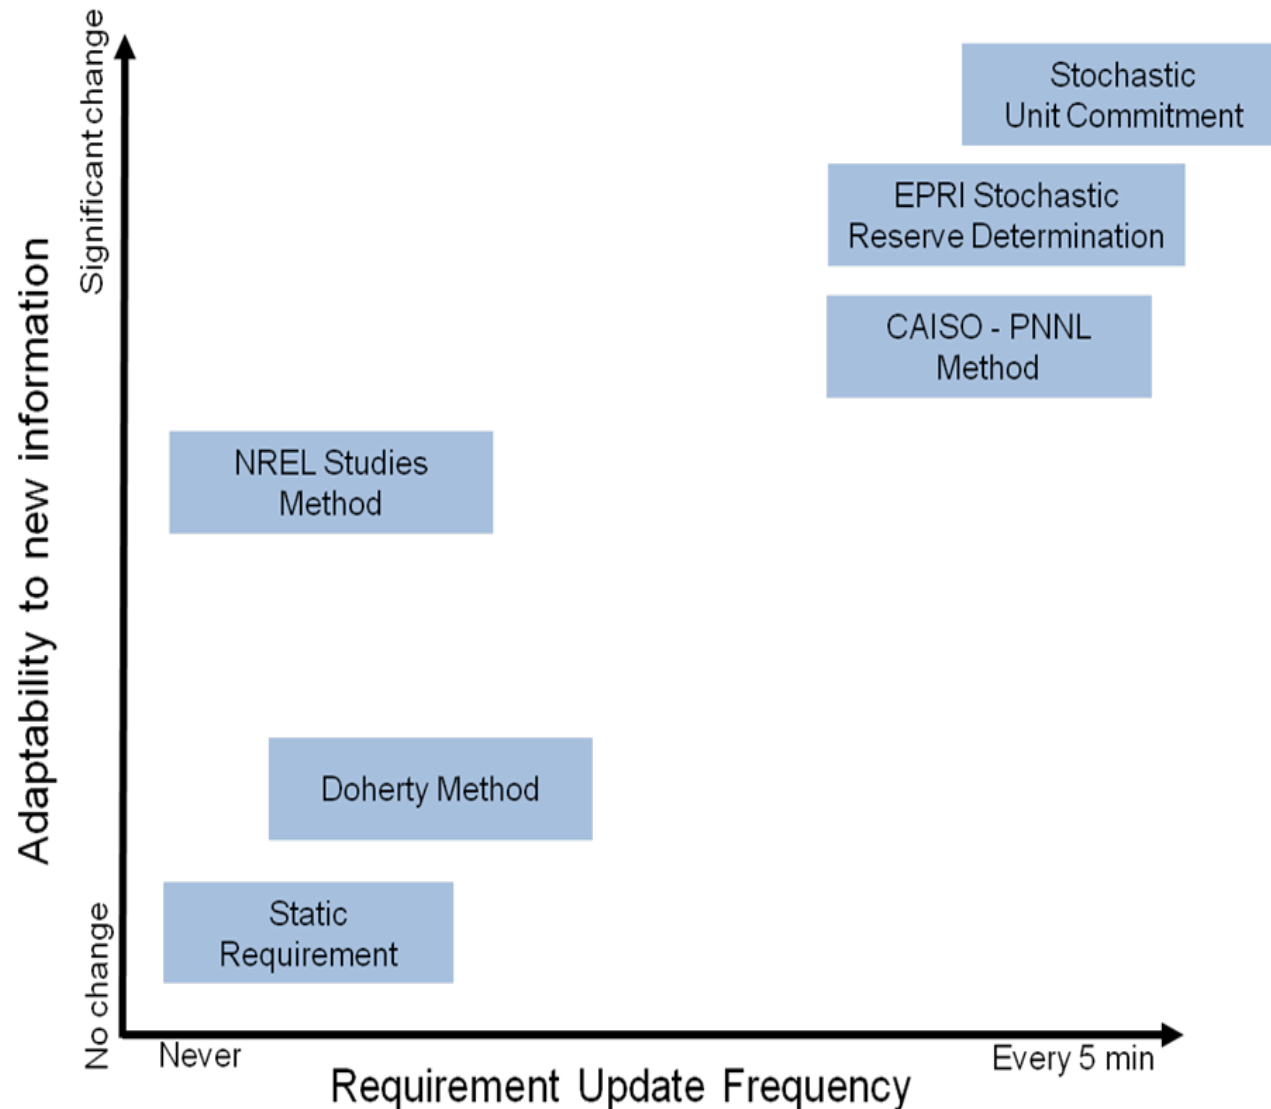 Significant change
Adaptability to new information
No change
Stochastic
Unit Commitment
EPRI Stochastic
Reserve Determination
CAISO - PNNL
Method
NREL Studies
Method
Doherty Method
Static
Requirement
Never
Every 5 min
Requirement Update Frequency